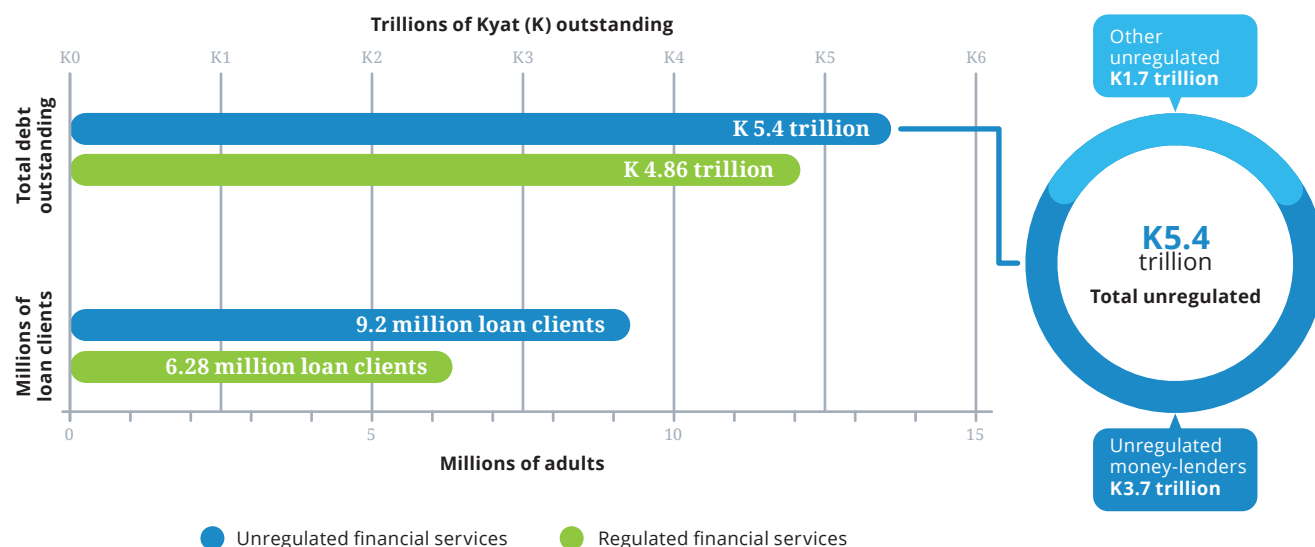 Trillions of Kyat (K) outstanding
K0 K1 K2 K3 K4 K5 K6
Total debt
outstanding
K 5.4 trillion
K 4.86 trillion
Millions of
loan clients
9.2 million loan clients
6.28 million loan clients
0 5 10 15
Millions of adults
Other
unregulated
K1.7 trillion
K5.4
trillion
Total unregulated
Unregulated
money-lenders
K3.7 trillion
Unregulated financial services
Regulated financial services